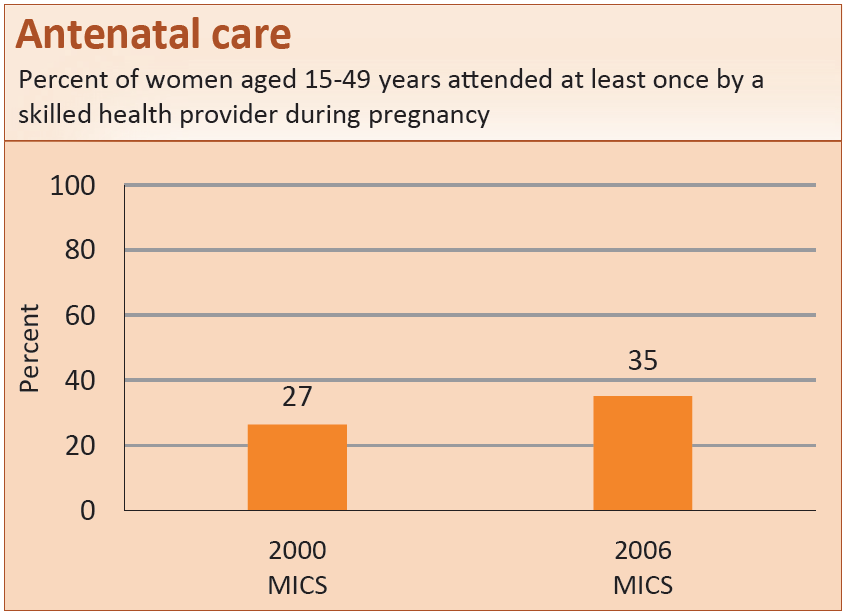 Antenatal care
Percent of women aged 15-49 years attended at least once by a
skilled health provider during pregnancy
100
80
60
40
20
0
Percent
27
35
2000
MICS
2006
MICS